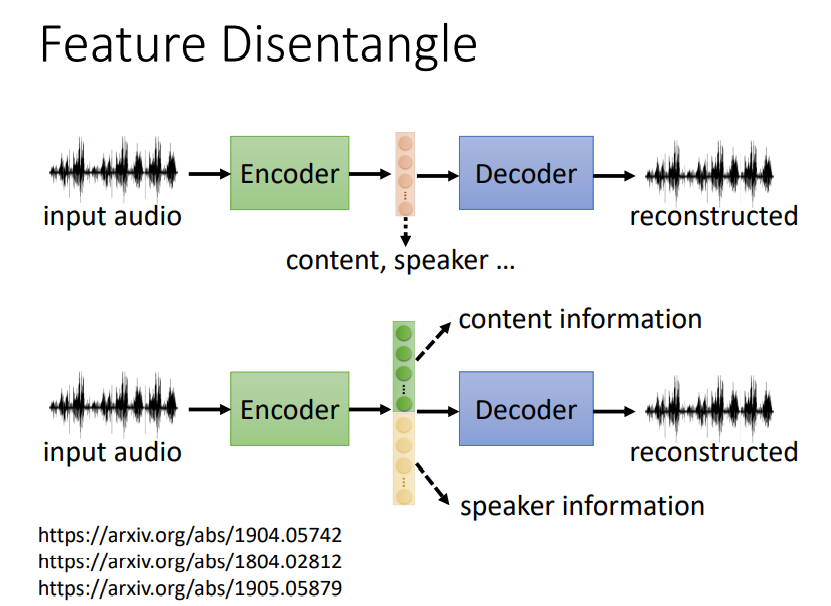 Feature Disentangle
Encoder
Decoder
input audio
reconstructed
content, speaker ...
content information
Encoder
Decoder
input audio
reconstructed
speaker information
https://arxiv.org/abs/1904.05742
https://arxiv.org/abs/1804.02812
https://arxiv.org/abs/1905.05879